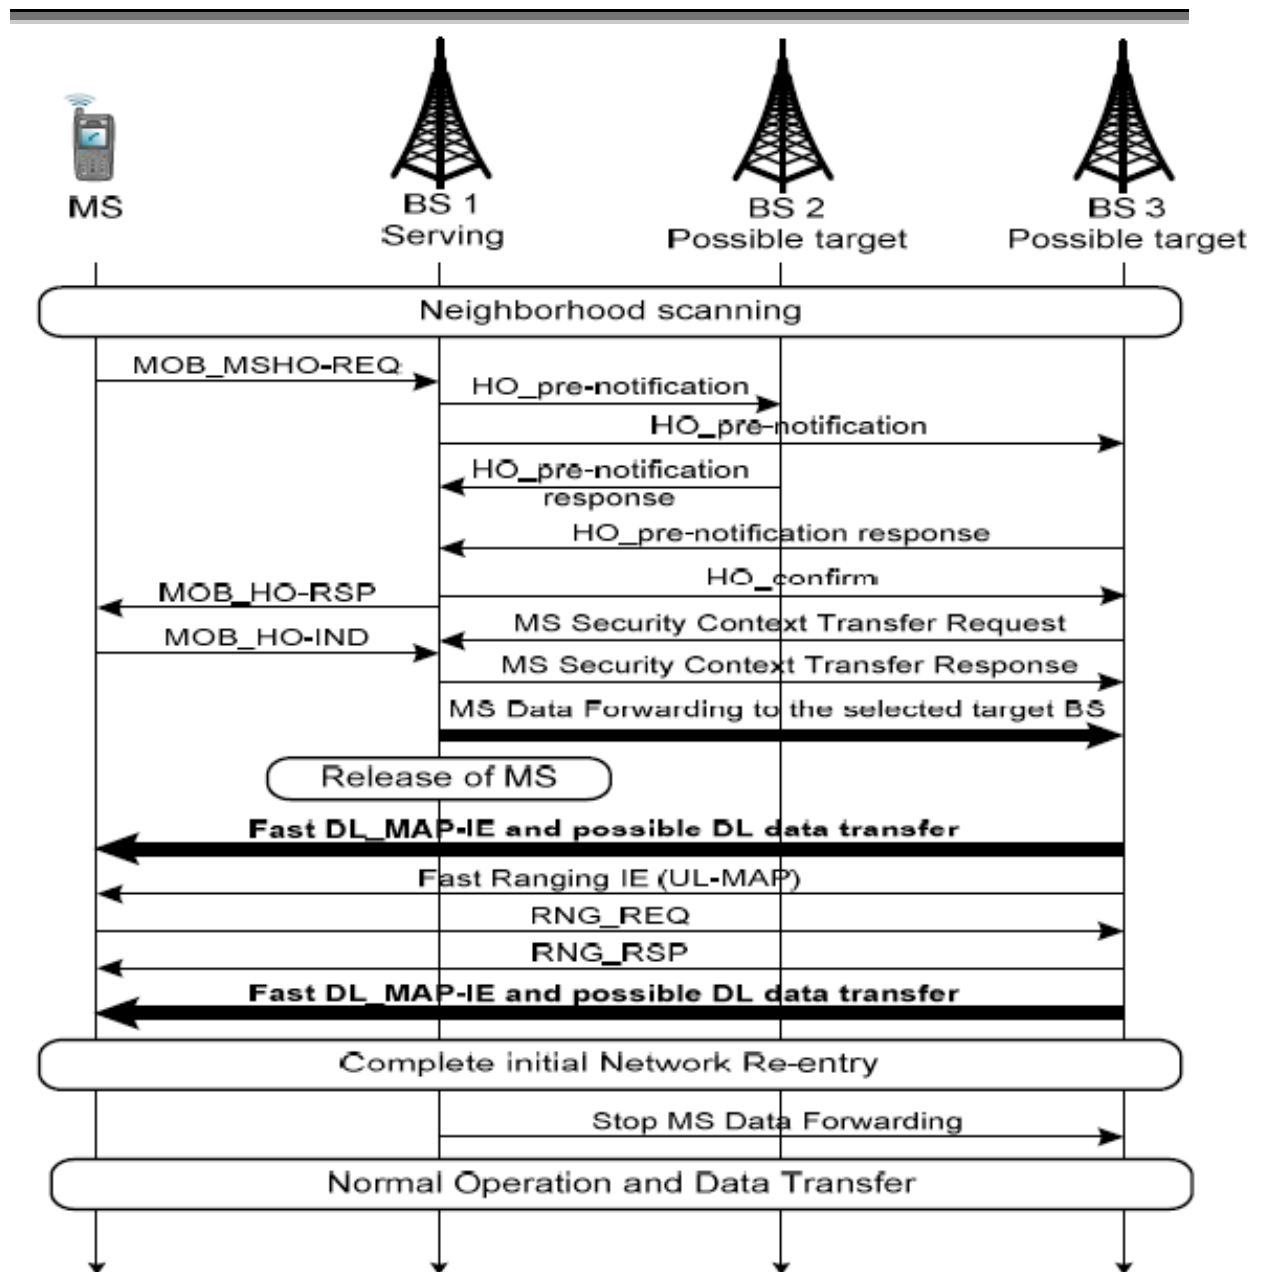 MS
BS 1
Serving
BS 2
Possible target
BS 3
Possible target
Neighborhood scanning
MOB_MSHO-REQ
HO_pre-notification
HO_pre-notification
HO_pre-notification
response
HO_pre-notification response
HO_confirm
MOB_HO-RSP
MS Security Context Transfer Request
MOB_HO-IND
MS Security Context Transfer Response
MS Data Forwarding to the selected target BS
Release of MS
Fast DL_MAP-IE and possible DL data transfer
Fast Ranging IE (UL-MAP)
RNG_REQ
RNG_RSP
Fast DL_MAP-IE and possible DL data transfer
Complete initial Network Re-entry
Stop MS Data Forwarding
Normal Operation and Data Transfer